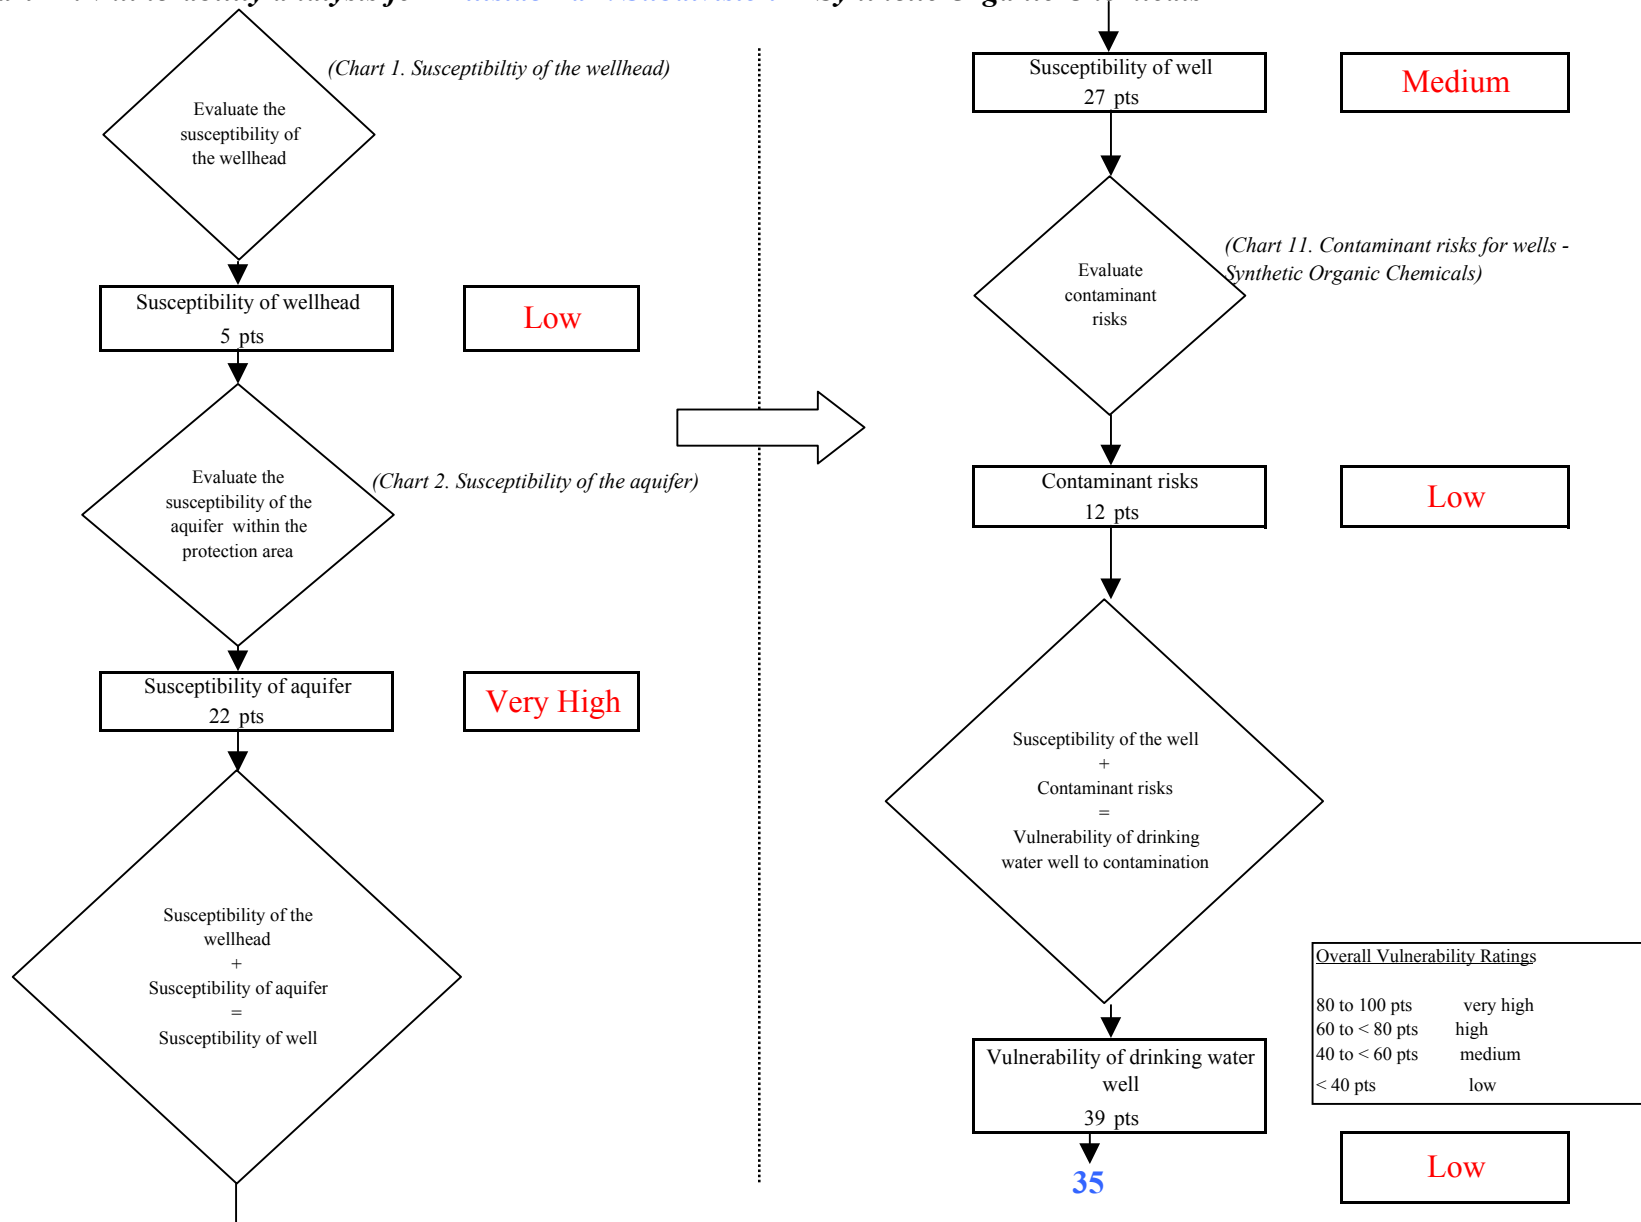 Synthetic Organic Chemicals
(Chart 1. Susceptibiltiy of the wellhead)
Evaluate the
susceptibility of
the wellhead
Susceptibility of wellhead
5 pts
Low
Evaluate the
susceptibility of the
aquifer within the
protection area
(Chart 2. Susceptibility of the aquifer)
Susceptibility of aquifer
22 pts
Very High
Susceptibility of the
wellhead
+
Susceptibility of aquifer
=
Susceptibility of well
Susceptibility of well
27 pts
Medium
Evaluate
contaminant
risks
(Chart 11. Contaminant risks for wells -
Synthetic Organic Chemicals)
Contaminant risks
12 pts
Low
Susceptibility of the well
+
Contaminant risks
=
Vulnerability of drinking
water well to contamination
Overall Vulnerability Ratings
80 to 100 pts very high
60 to < 80 pts high
40 to < 60 pts medium
< 40 pts low
Vulnerability of drinking water
well
39 pts
35
Low